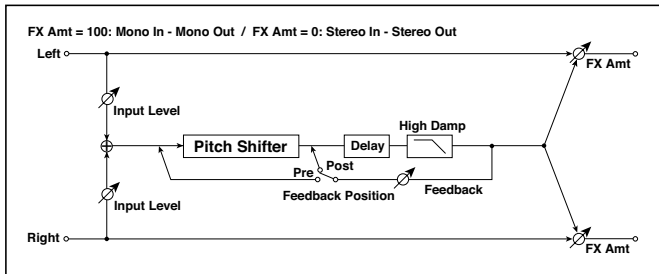 FX Amt = 100: Mono In - Mono Out / FX Amt = 0: Stereo In - Stereo Out
Left
FX Amt
Input Level
High Damp
Pitch Shifter
Delay
Post
Pre
Feedback Position
Feedback
Input Level
Right
FX Amt